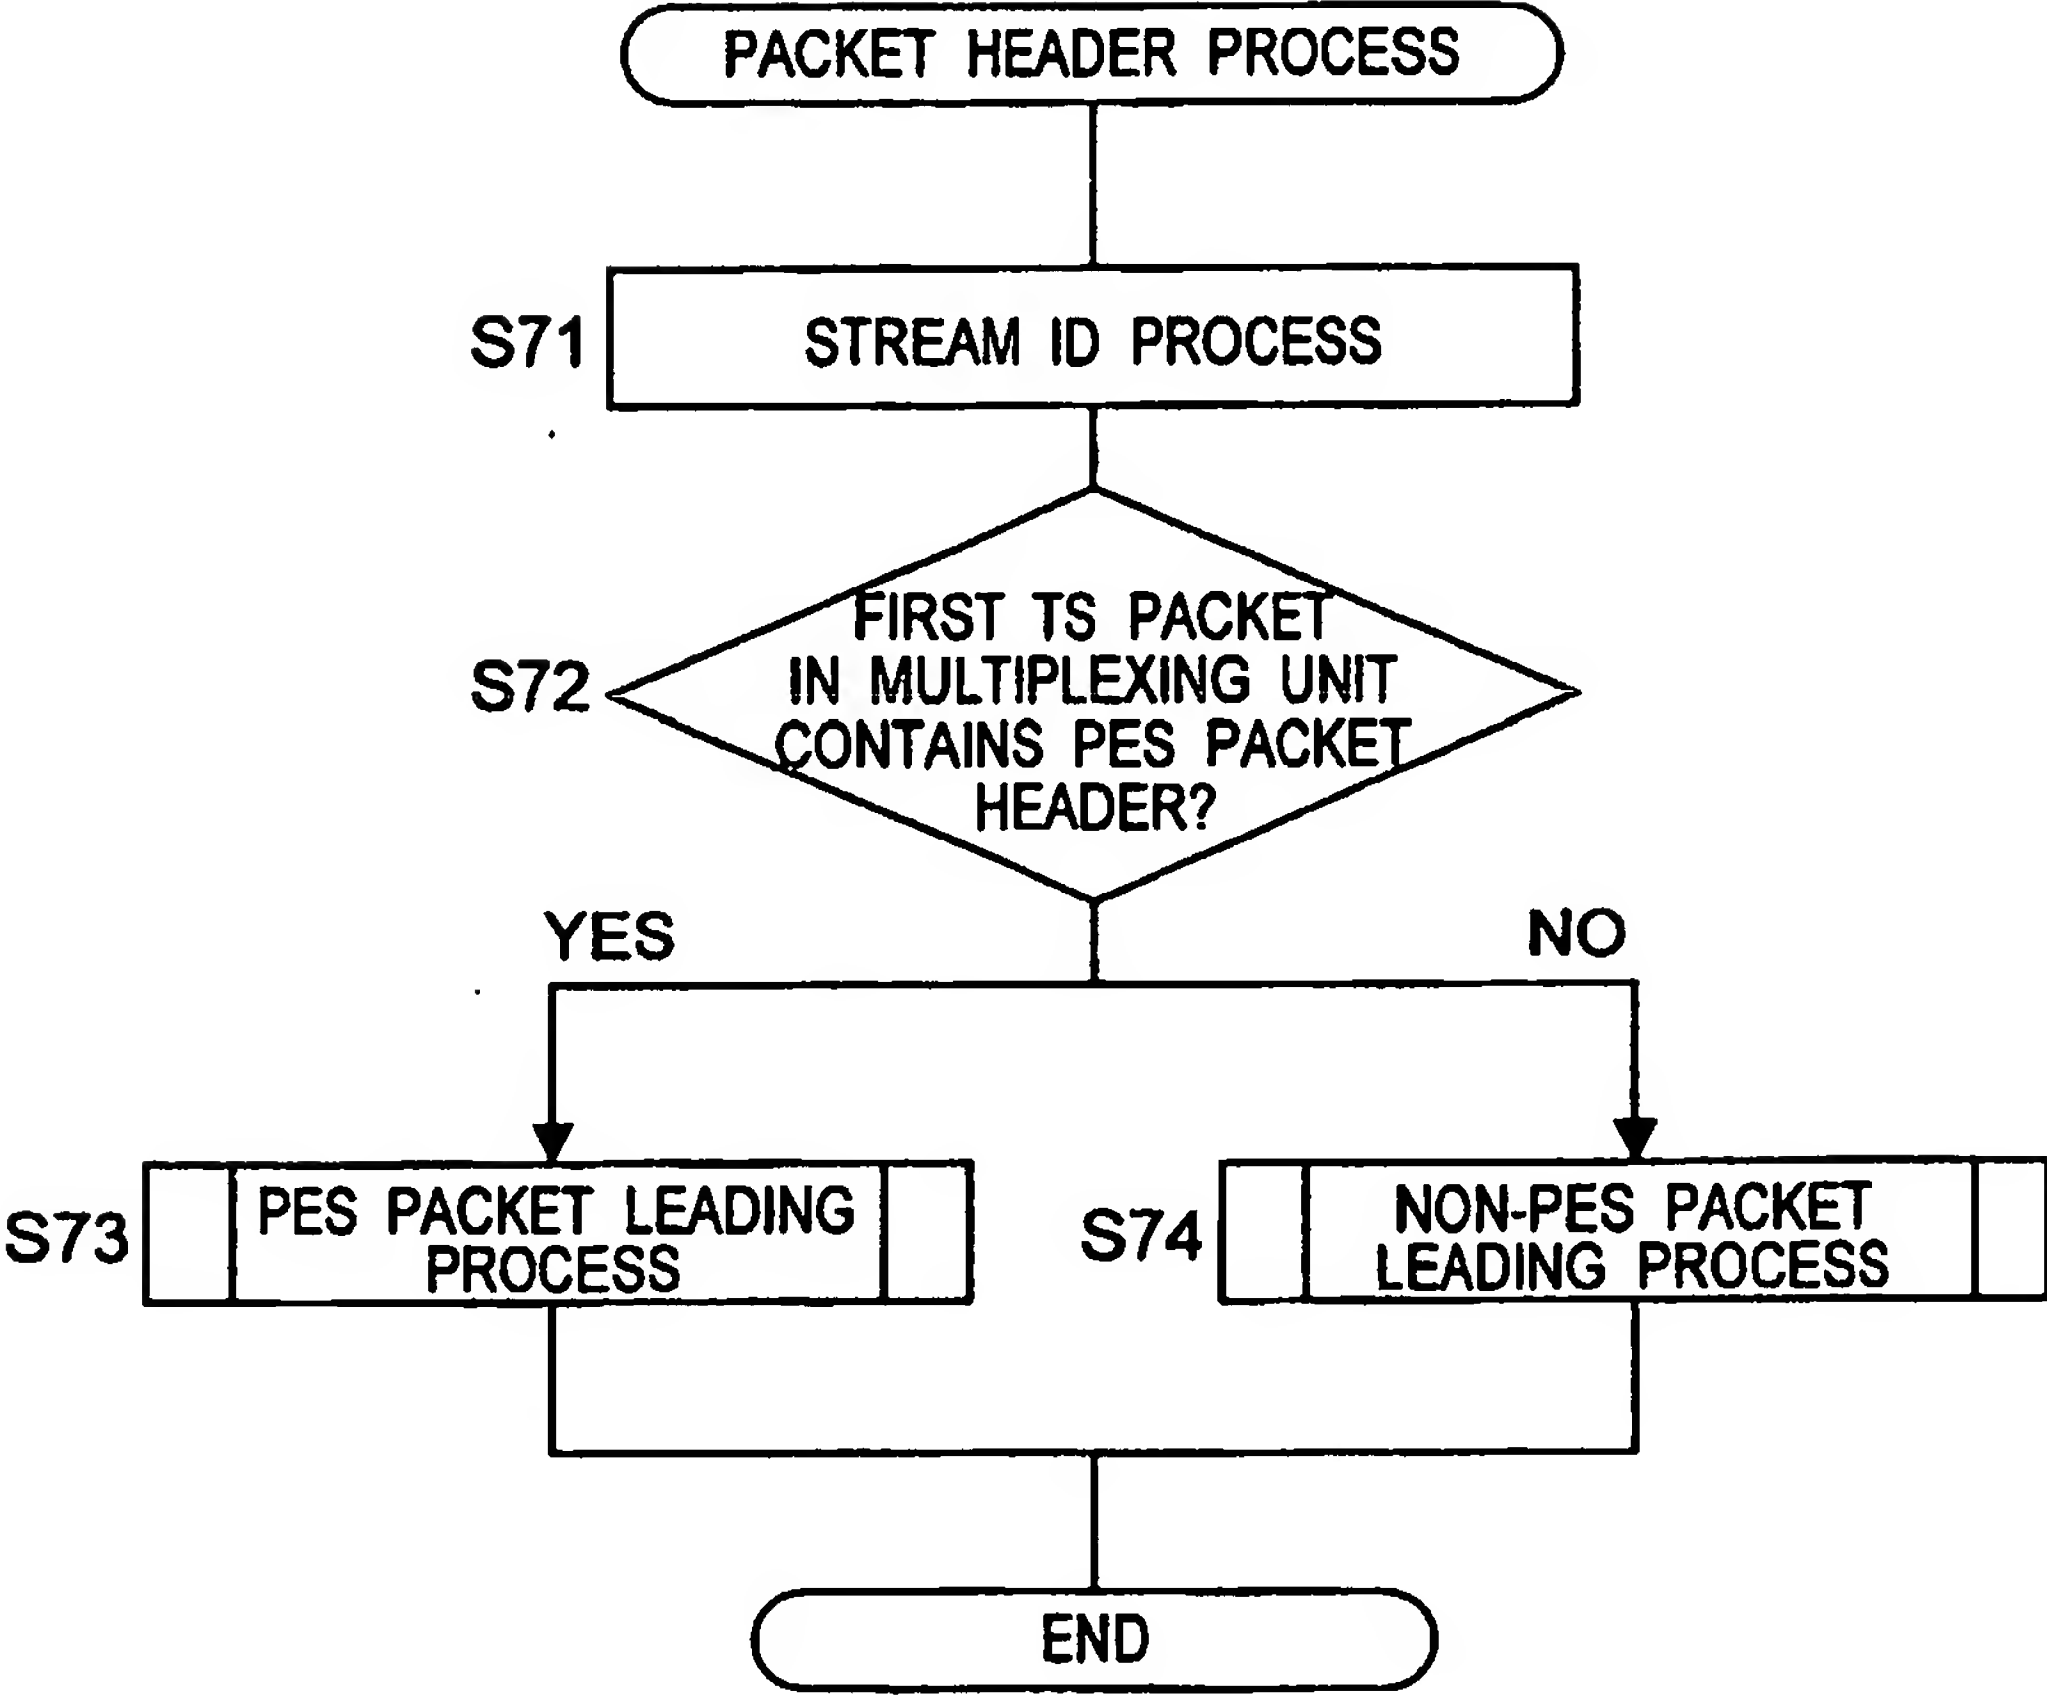 PACKET HEADER PROCESS
S71
STREAM ID PROCESS
S72
FIRST TS PACKET
IN MULTIPLEXING UNIT
CONTAINS PES PACKET
HEADER?
YES
NO
S73
PES PACKET LEADING
PROCESS
S74
NON-PES PACKET
LEADING PROCESS
END